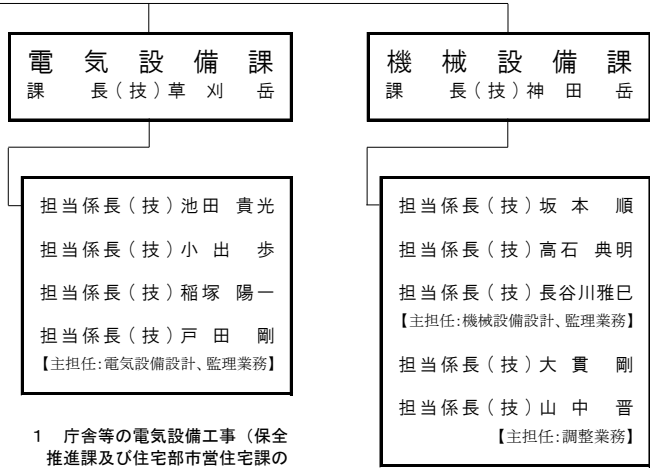 電気設備課
課長(技)草刈岳
担当係長(技)池田 貴光
担当係長(技)小出 歩
担当係長(技)稲塚 陽一
担当係長(技)戸田 剛
【主担任:電気設備設計、監理業務】
1 庁舎等の電気設備工事(保全
推進課及び住宅部市営住宅課の
機械設備課
課長(技)神田岳
担当係長(技)坂本 順
担当係長(技)高石 典明
担当係長(技)長谷川雅巳
【主担任:機械設備設計、監理業務】
担当係長(技)大貫 剛
担当係長(技)山中 晋
【主担任:調整業務】